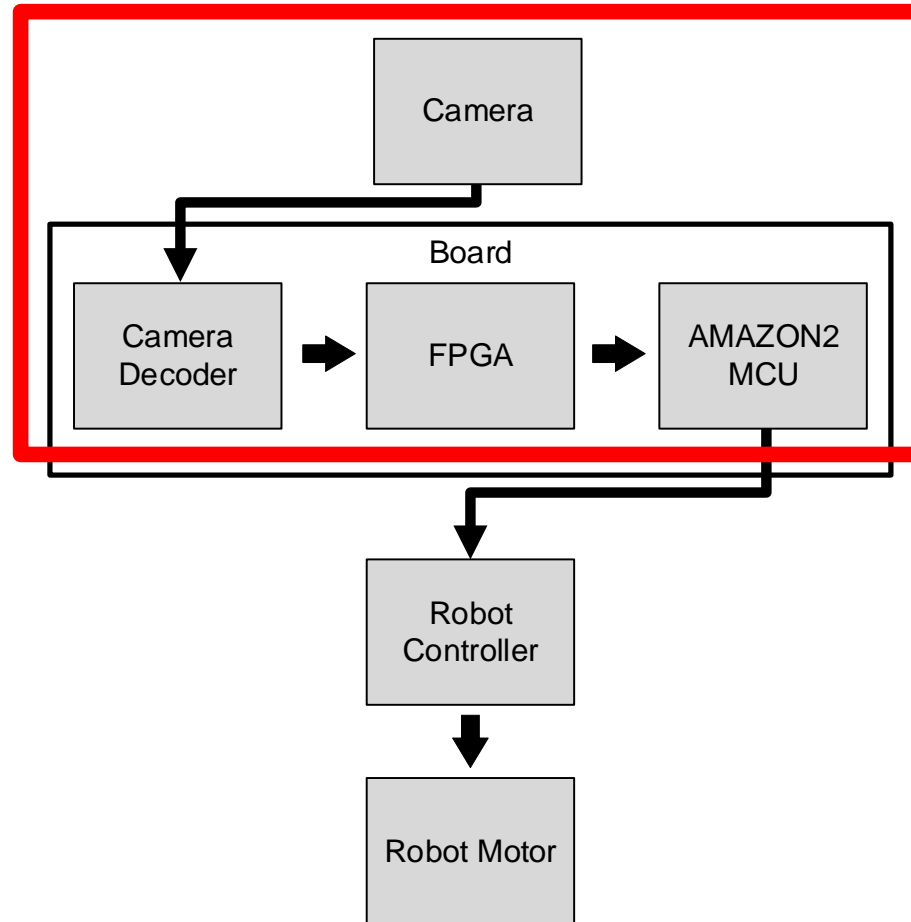 Camera
Board
Camera
Decoder
FPGA
AMAZON2
MCU
Robot
Controller
Robot Motor